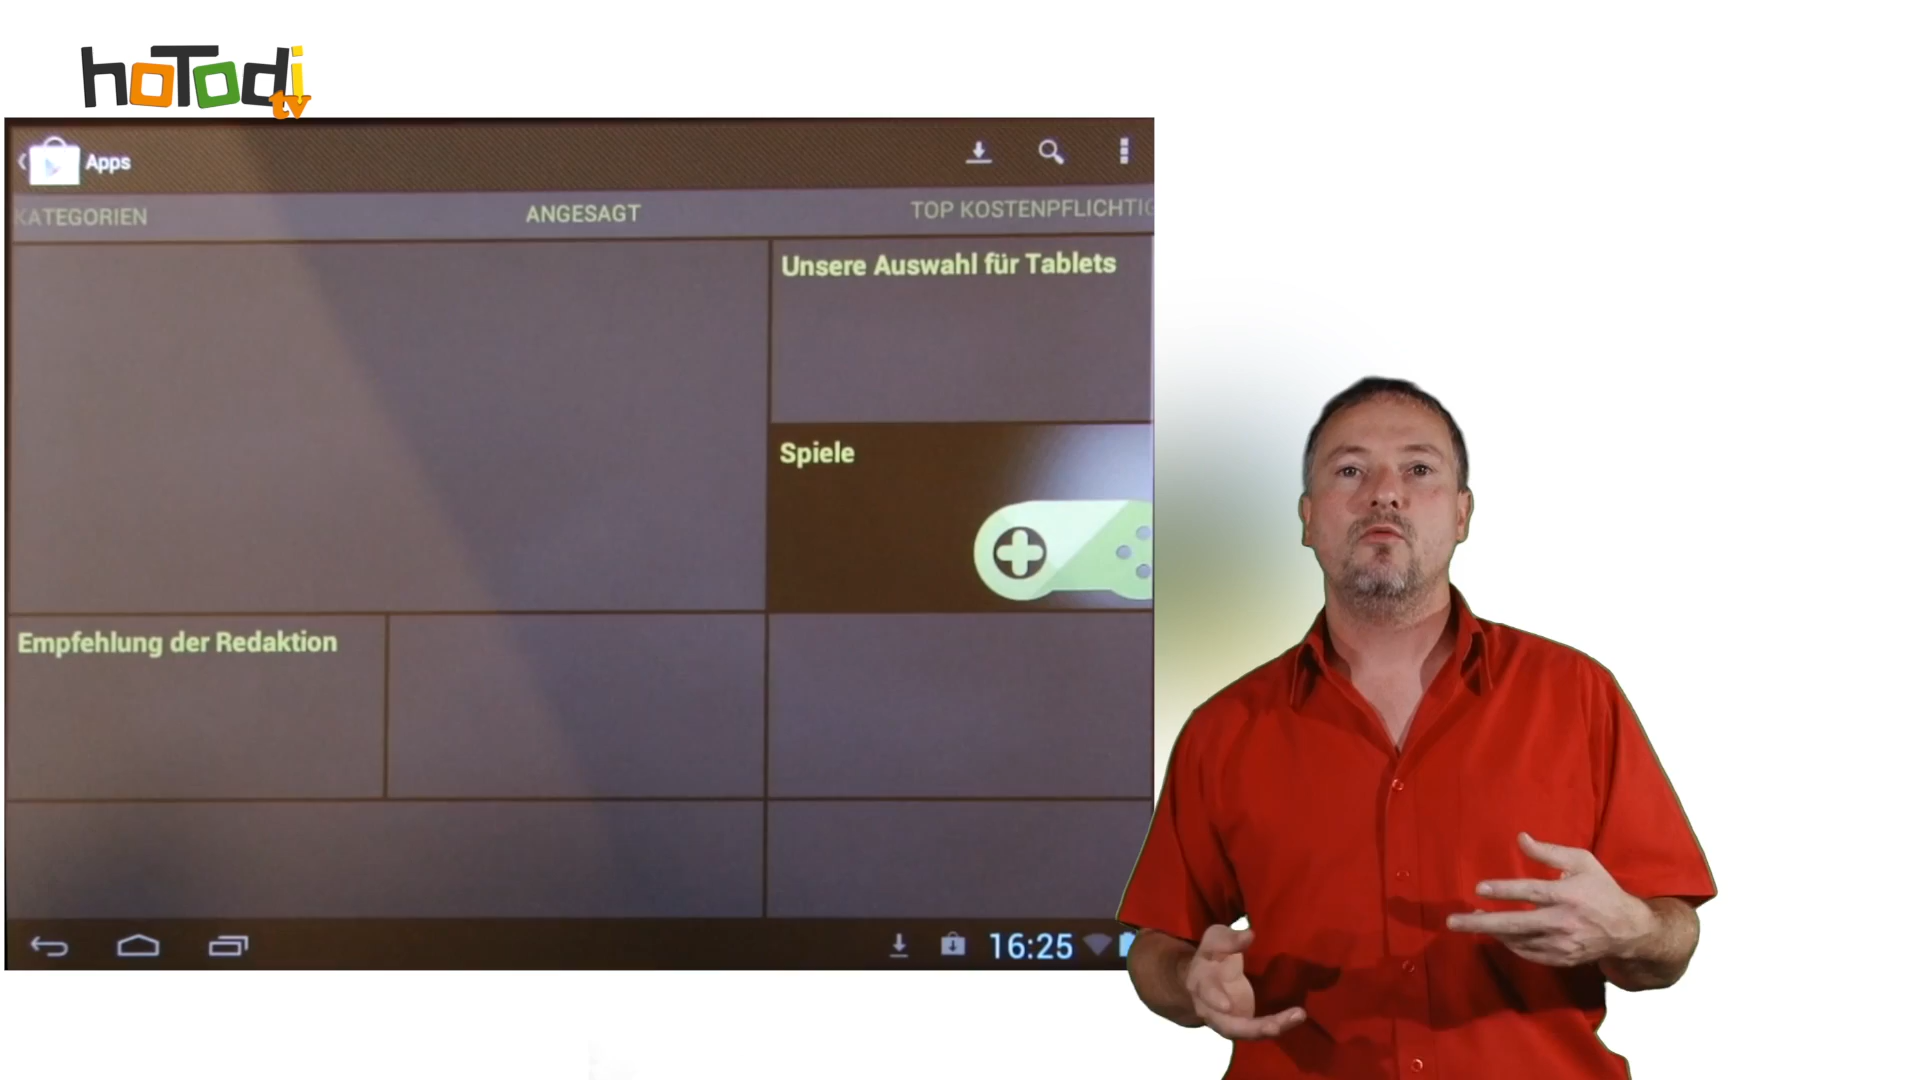 hoTodi
tv
Apps
KATEGORIEN
ANGESAGT
TOP KOSTENPFLICHTIG
Unsere Auswahl für Tablets
Spiele
Empfehlung der Redaktion
16:25